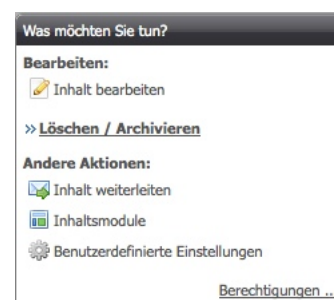 Was möchten Sie tun?
Bearbeiten:
Inhalt bearbeiten
» Löschen / Archivieren
Andere Aktionen:
Inhalt weiterleiten
Inhaltsmodule
Benutzerdefinierte Einstellungen
Berechtigungen ..